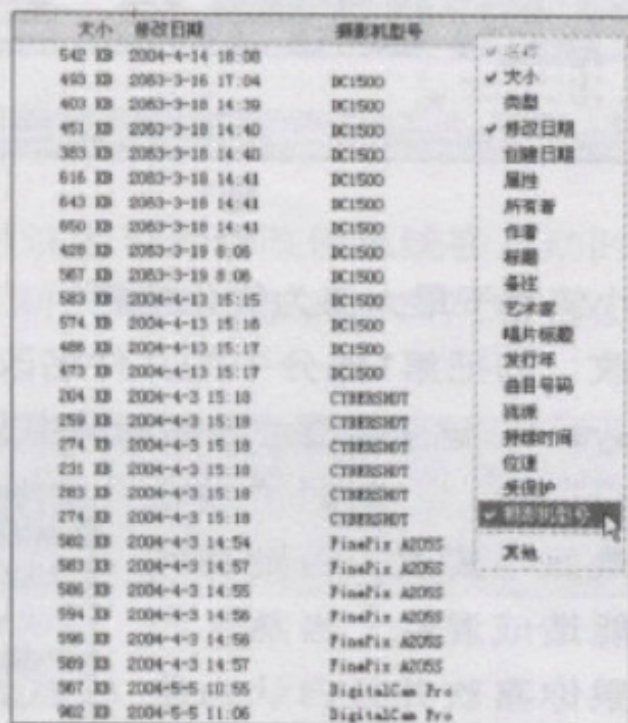 大小 修改日期 摄影机型号
542 KB 2004-4-14 18:08
493 KB 2063-3-16 17:04 DC1500
403 KB 2063-3-18 14:39 DC1500
451 KB 2063-3-18 14:40 DC1500
383 KB 2063-3-18 14:40 DC1500
616 KB 2063-3-18 14:41 DC1500
643 KB 2063-3-18 14:41 DC1500
650 KB 2063-3-18 14:41 DC1500
428 KB 2063-3-19 8:06 DC1500
567 KB 2063-3-19 8:06 DC1500
583 KB 2004-4-13 15:15 DC1500
574 KB 2004-4-13 15:16 DC1500
486 KB 2004-4-13 15:17 DC1500
473 KB 2004-4-13 15:17 DC1500
204 KB 2004-4-3 15:18 CYBERSHOT
259 KB 2004-4-3 15:18 CYBERSHOT
274 KB 2004-4-3 15:18 CYBERSHOT
231 KB 2004-4-3 15:18 CYBERSHOT
283 KB 2004-4-3 15:18 CYBERSHOT
274 KB 2004-4-3 15:18 CYBERSHOT
582 KB 2004-4-3 14:54 FinePix A205S
583 KB 2004-4-3 14:57 FinePix A205S
586 KB 2004-4-3 14:55 FinePix A205S
594 KB 2004-4-3 14:56 FinePix A205S
596 KB 2004-4-3 14:56 FinePix A205S
589 KB 2004-4-3 14:57 FinePix A205S
567 KB 2004-5-5 10:55 DigitalCam Pro
962 KB 2004-5-5 11:06 DigitalCam Pro
名称
大小
类型
修改日期
创建日期
属性
所有者
作者
标题
备注
艺术家
唱片标题
发行年
曲目号码
流派
持续时间
位速
受保护
摄影机型号
其他